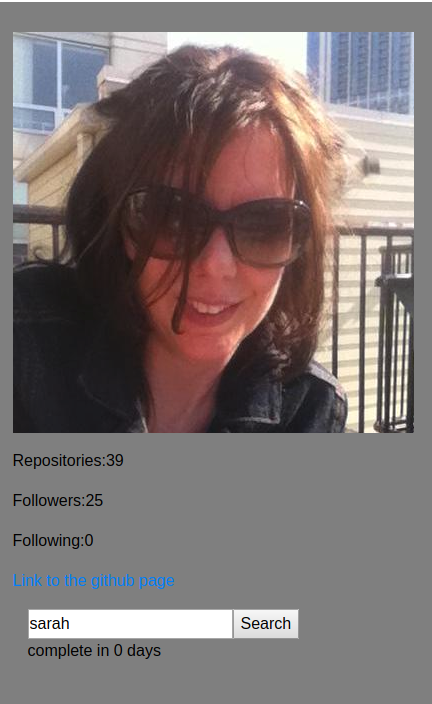 Repositories:39
Followers:25
Following:0
Link to the github page
sarah Search
complete in 0 days